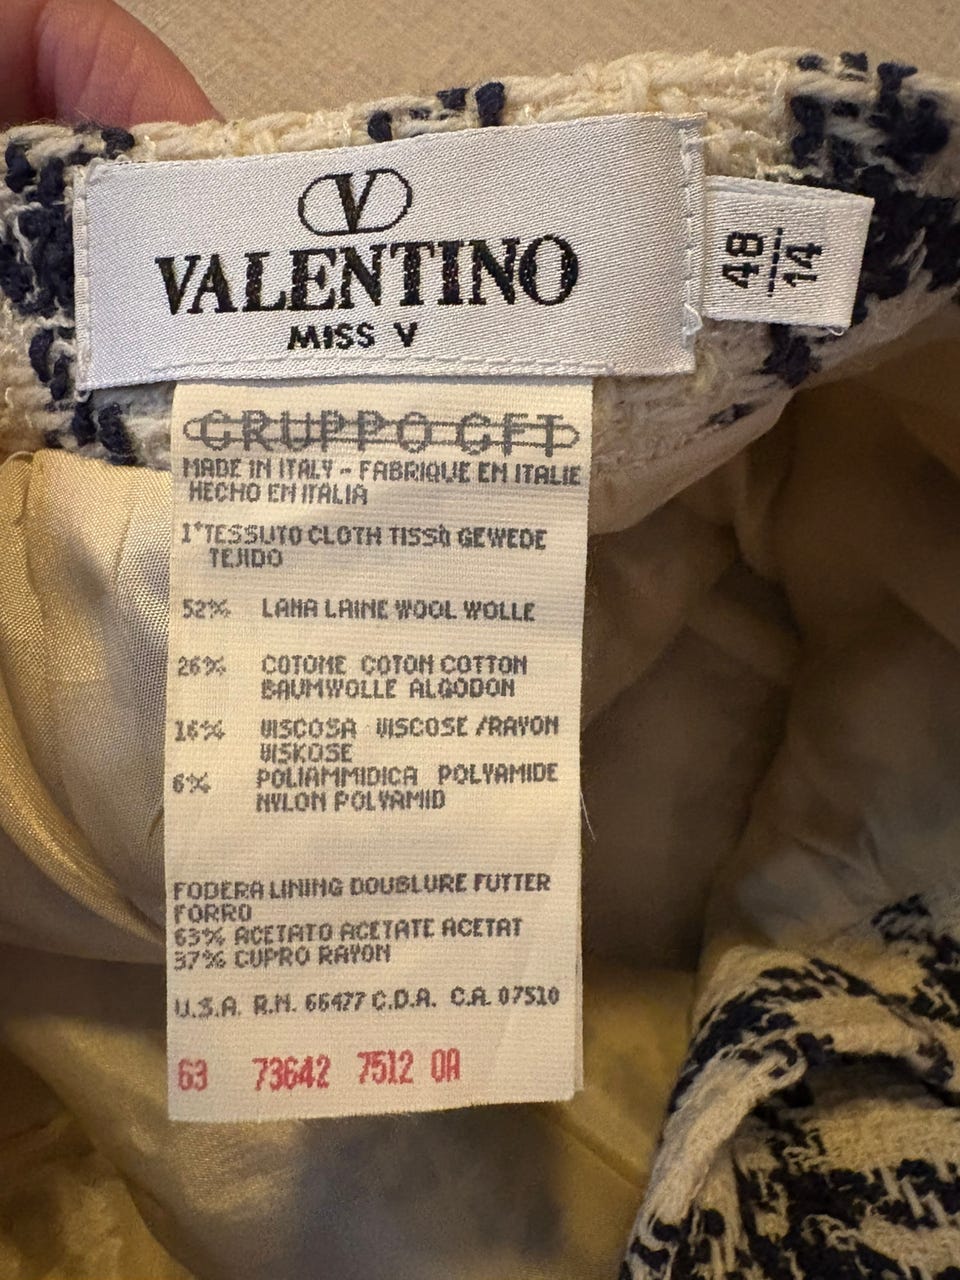 V
VALENTINO
MISS V
48
14
GRUPPO GFT
MADE IN ITALY - FABRIQUE EN ITALIE
HECHO EN ITALIA
1°TESSUTO CLOTH TISSù GEWEDE
TEJIDO
52% LANA LAINE WOOL WOLLE
26% COTONE COTON COTTON
BAUMWOLLE ALGODON
16% VISCOSA VISCOSE /RAYON
VISKOSE
6% POLIAMMIDICA POLYAMIDE
NYLON POLYAMID
FODERA LINING DOUBLURE FUTTER
FORRO
63% ACETATO ACETATE ACETAT
37% CUPRO RAYON
U.S.A. R.N. 66477 C.D.A. C.A. 07510
63 73642 7512 OA